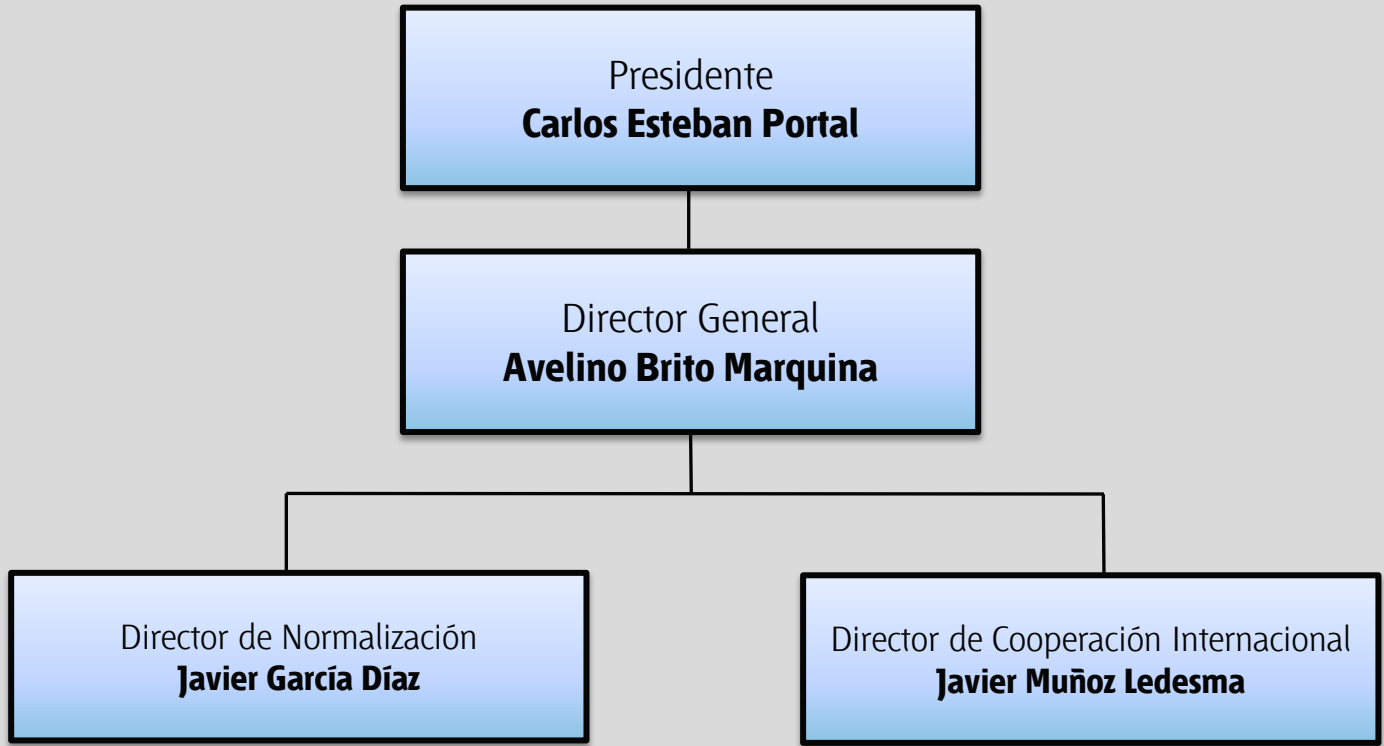 Presidente
Carlos Esteban Portal
Director General
Avelino Brito Marquina
Director de Normalización
Javier García Díaz
Director de Cooperación Internacional
Javier Muñoz Ledesma